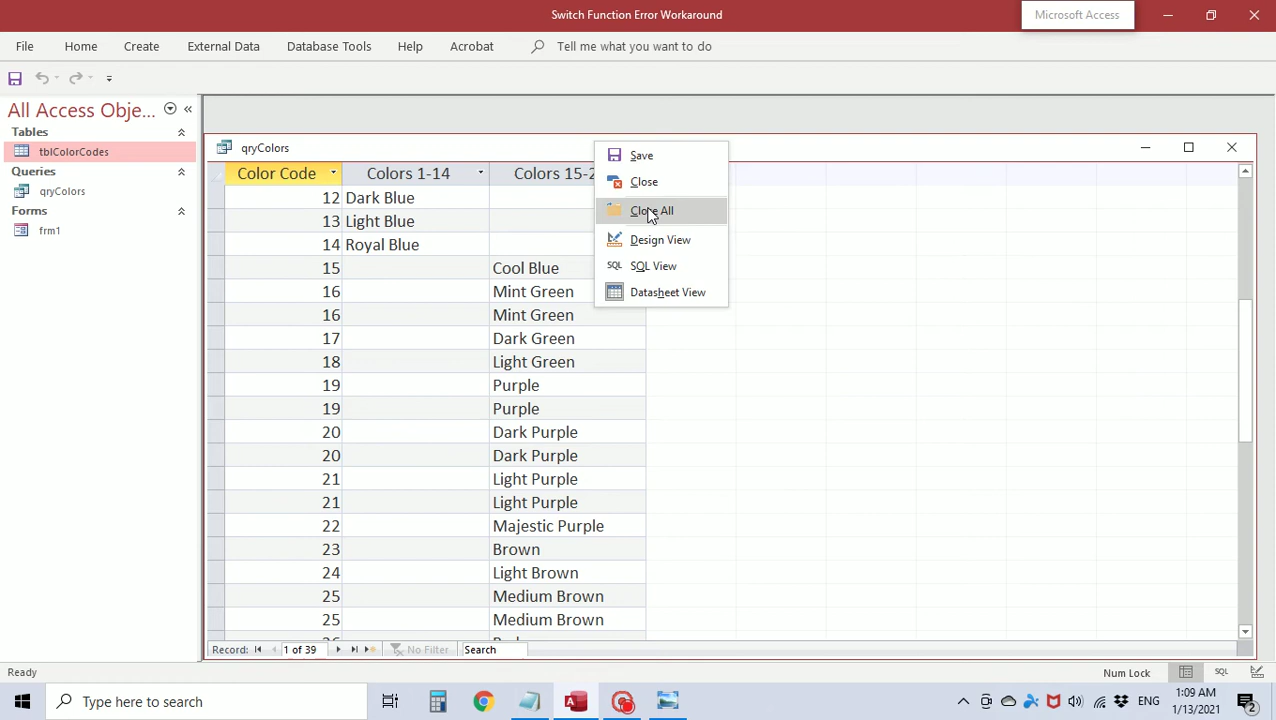 Switch Function Error Workaround
Microsoft Access
File Home Create External Data Database Tools Help Acrobat Tell me what you want to do
All Access Obje...
Tables
tblColorCodes
Queries
qryColors
Forms
frm1
qryColors
Color Code Colors 1-14 Colors 15-2
12 Dark Blue
13 Light Blue
14 Royal Blue
15 Cool Blue
16 Mint Green
16 Mint Green
17 Dark Green
18 Light Green
19 Purple
19 Purple
20 Dark Purple
20 Dark Purple
21 Light Purple
21 Light Purple
22 Majestic Purple
23 Brown
24 Light Brown
25 Medium Brown
25 Medium Brown
Save
Close
Close All
Design View
SQL SQL View
Datasheet View
Record: 1 of 39 No Filter Search
Ready Num Lock SQL
Type here to search ENG 1:09 AM
1/13/2021 2